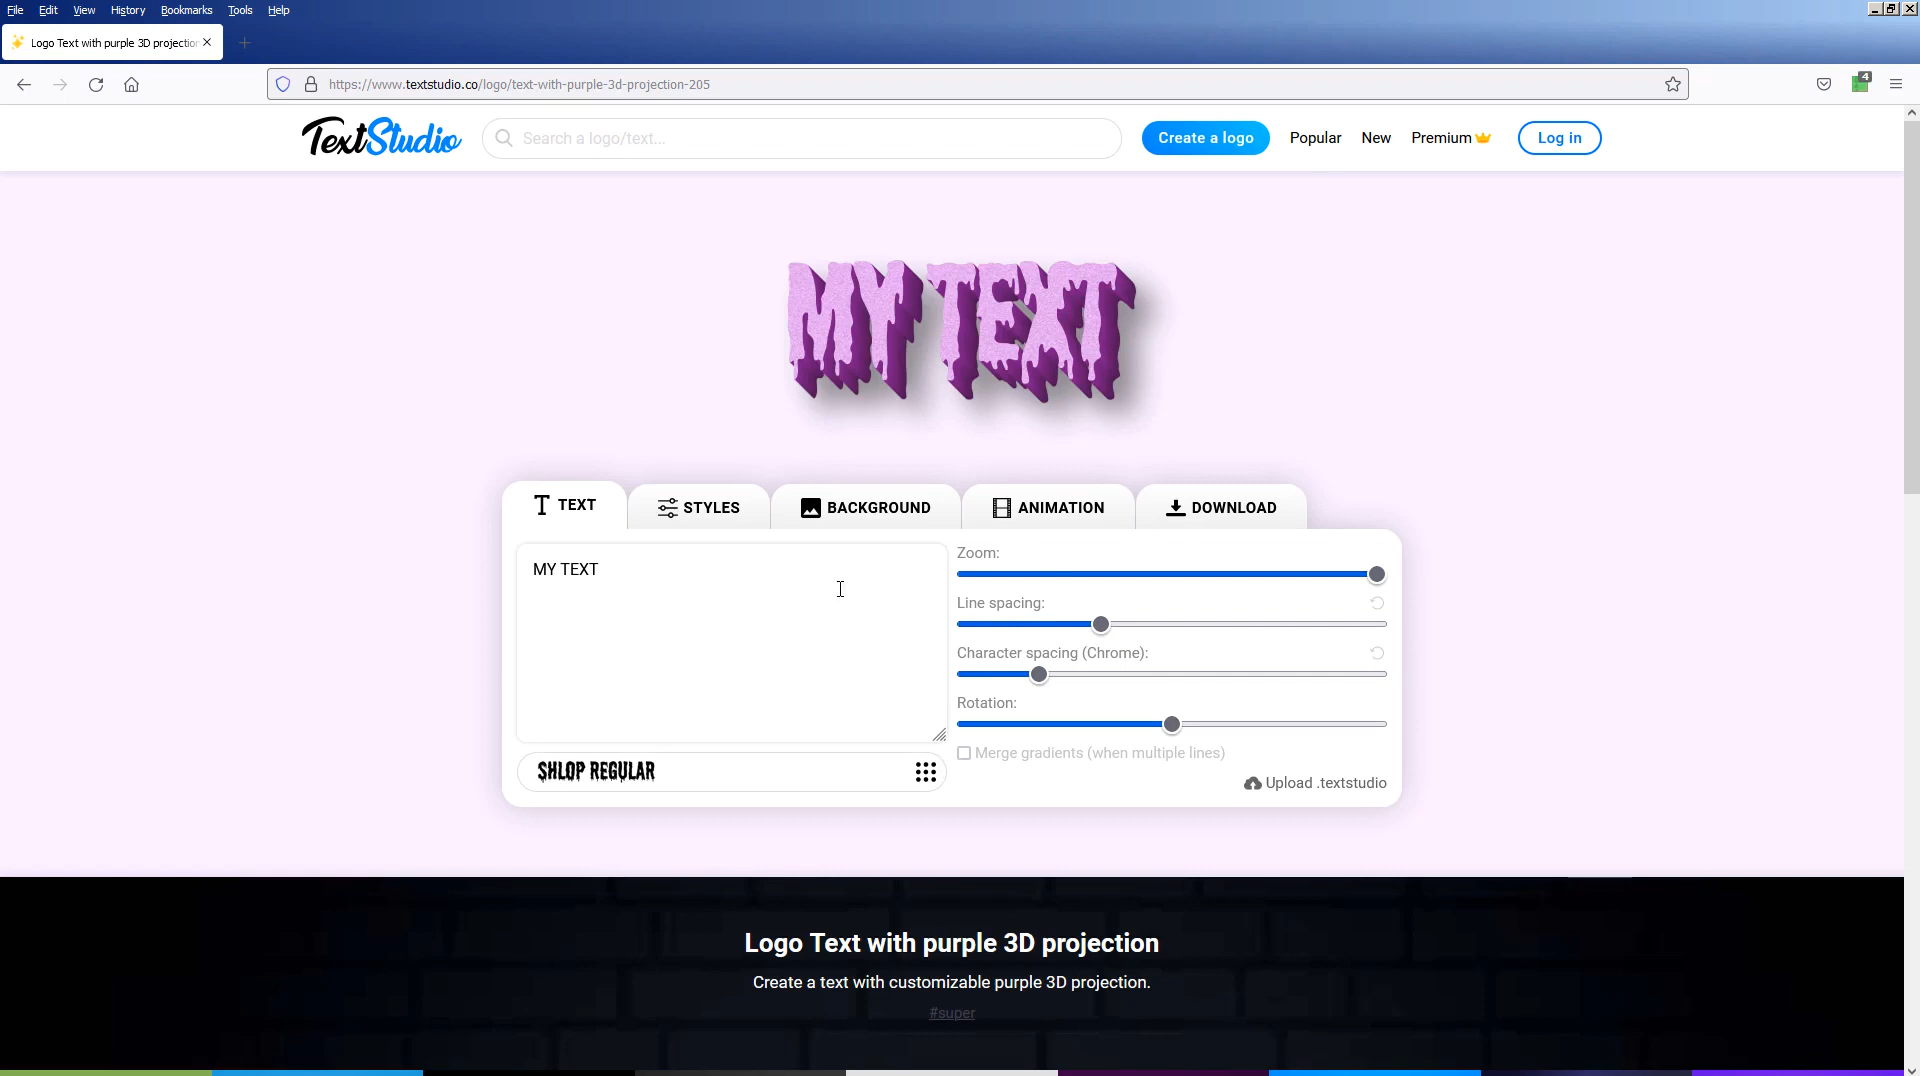 File Edit View History Bookmarks Tools Help
Logo Text with purple 3D projection
https://www.textstudio.co/logo/text-with-purple-3d-projection-205
4
TextStudio
Search a logo/text...
Create a logo
Popular
New
Premium
Log in
MY TEXT
TEXT
STYLES
BACKGROUND
ANIMATION
DOWNLOAD
MY TEXT
Zoom:
Line spacing:
Character spacing (Chrome):
Rotation:
Merge gradients (when multiple lines)
SHLOP REGULAR
Upload .textstudio
Logo Text with purple 3D projection
Create a text with customizable purple 3D projection.
#super